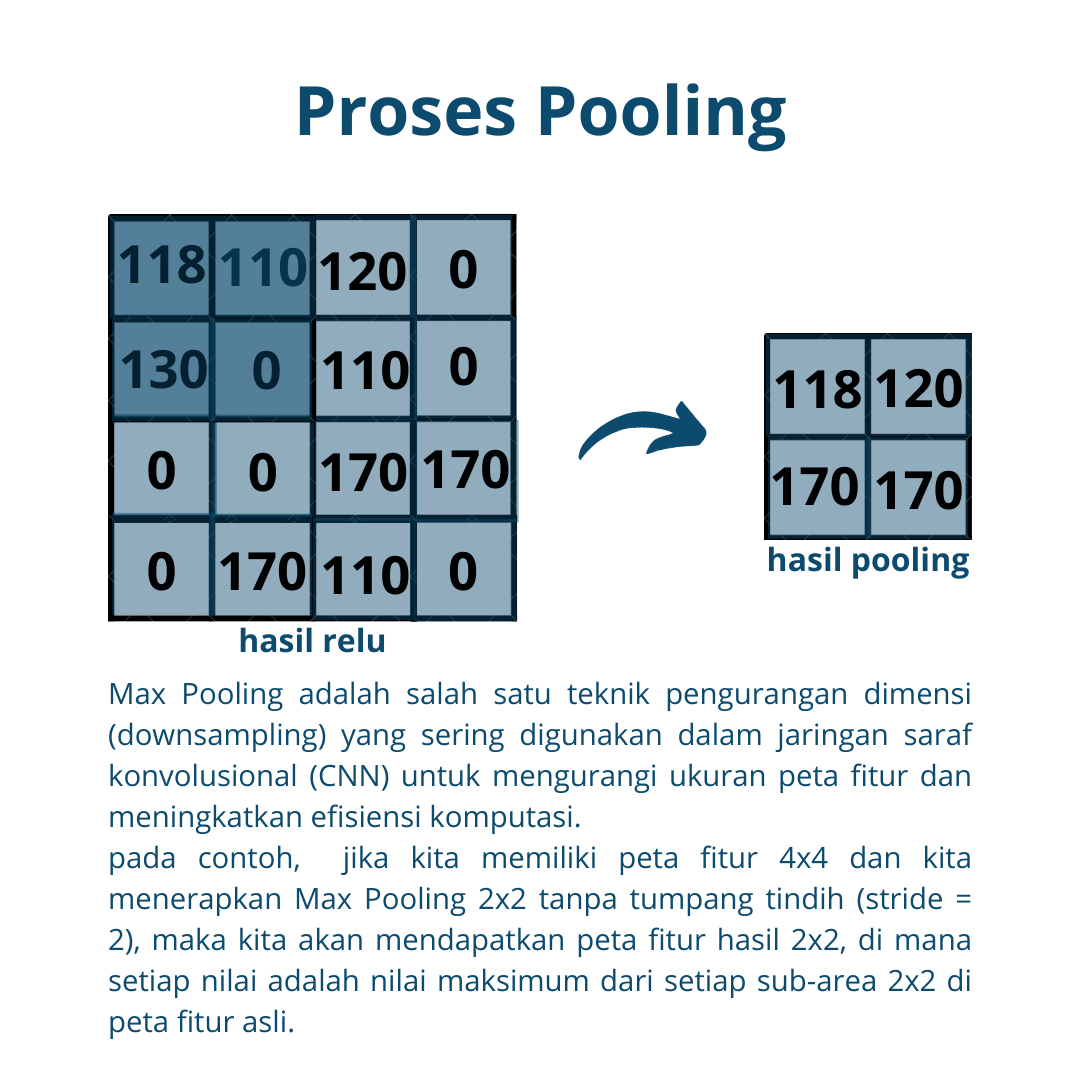 Proses Pooling
118 110 120 0
130 0 110 0
0 0 170 170
0 170 110 0
hasil relu
118 120
170 170
hasil pooling
Max Pooling adalah salah satu teknik pengurangan dimensi
(downsampling) yang sering digunakan dalam jaringan saraf
konvolusional (CNN) untuk mengurangi ukuran peta fitur dan
meningkatkan efisiensi komputasi.
pada contoh, jika kita memiliki peta fitur 4x4 dan kita
menerapkan Max Pooling 2x2 tanpa tumpang tindih (stride =
2), maka kita akan mendapatkan peta fitur hasil 2x2, di mana
setiap nilai adalah nilai maksimum dari setiap sub-area 2x2 di
peta fitur asli.